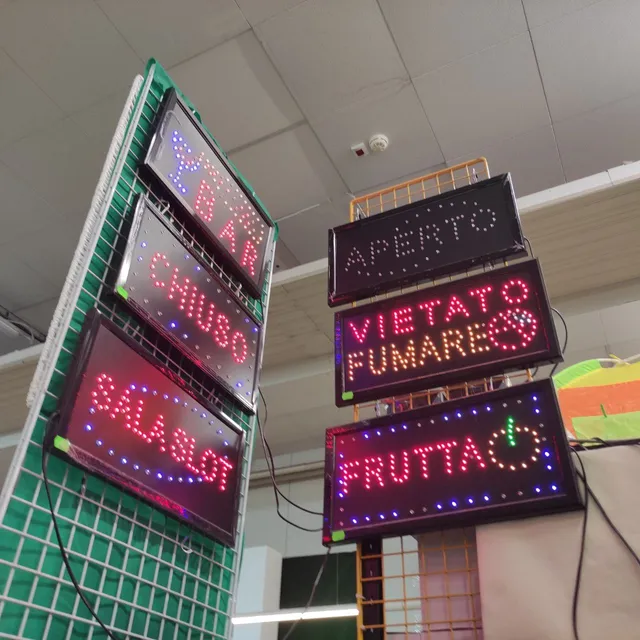 BAR
CHIUSO
SALA SLOT
APERTO
VIETATO
FUMARE
FRUTTA